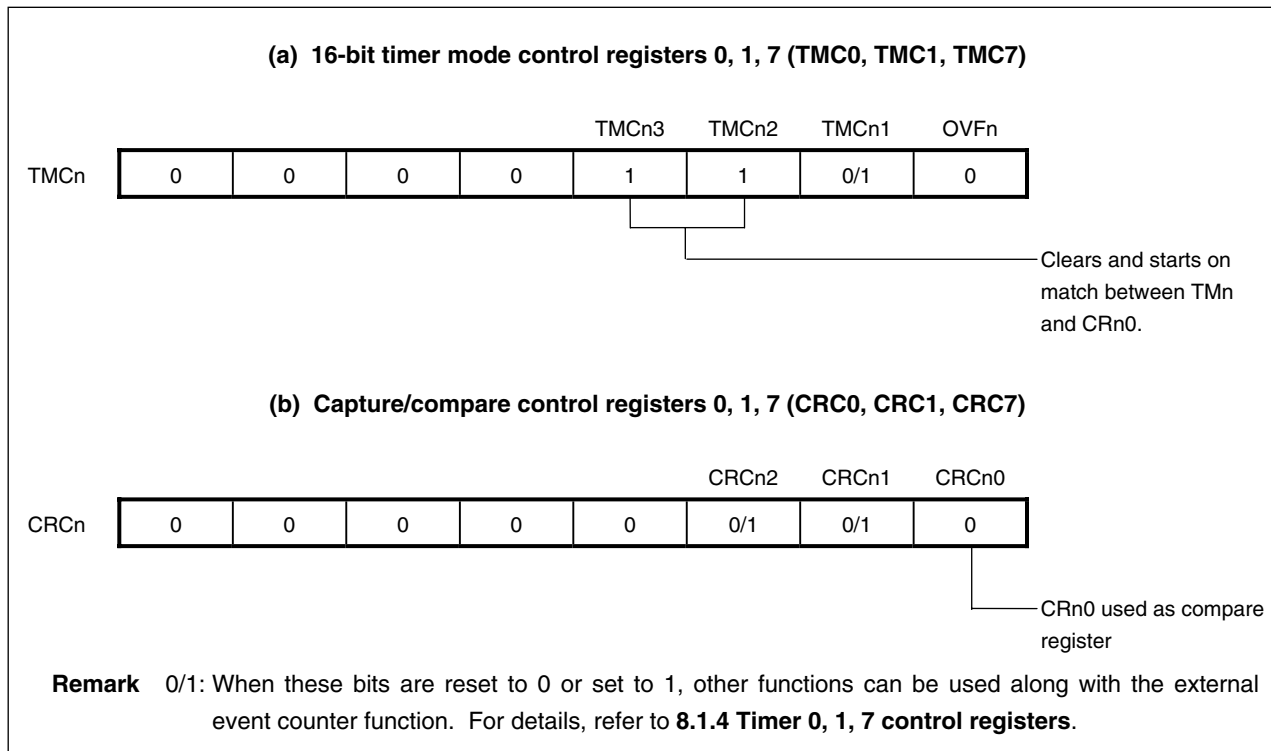 (a) 16-bit timer mode control registers 0, 1, 7 (TMC0, TMC1, TMC7)
TMCn3 TMCn2 TMCn1 OVFn
TMCn 0 0 0 0 1 1 0/1 0
Clears and starts on
match between TMn
and CRn0.
(b) Capture/compare control registers 0, 1, 7 (CRC0, CRC1, CRC7)
CRCn2 CRCn1 CRCn0
CRCn 0 0 0 0 0 0/1 0/1 0
CRn0 used as compare
register
Remark 0/1: When these bits are reset to 0 or set to 1, other functions can be used along with the external
event counter function. For details, refer to 8.1.4 Timer 0, 1, 7 control registers.